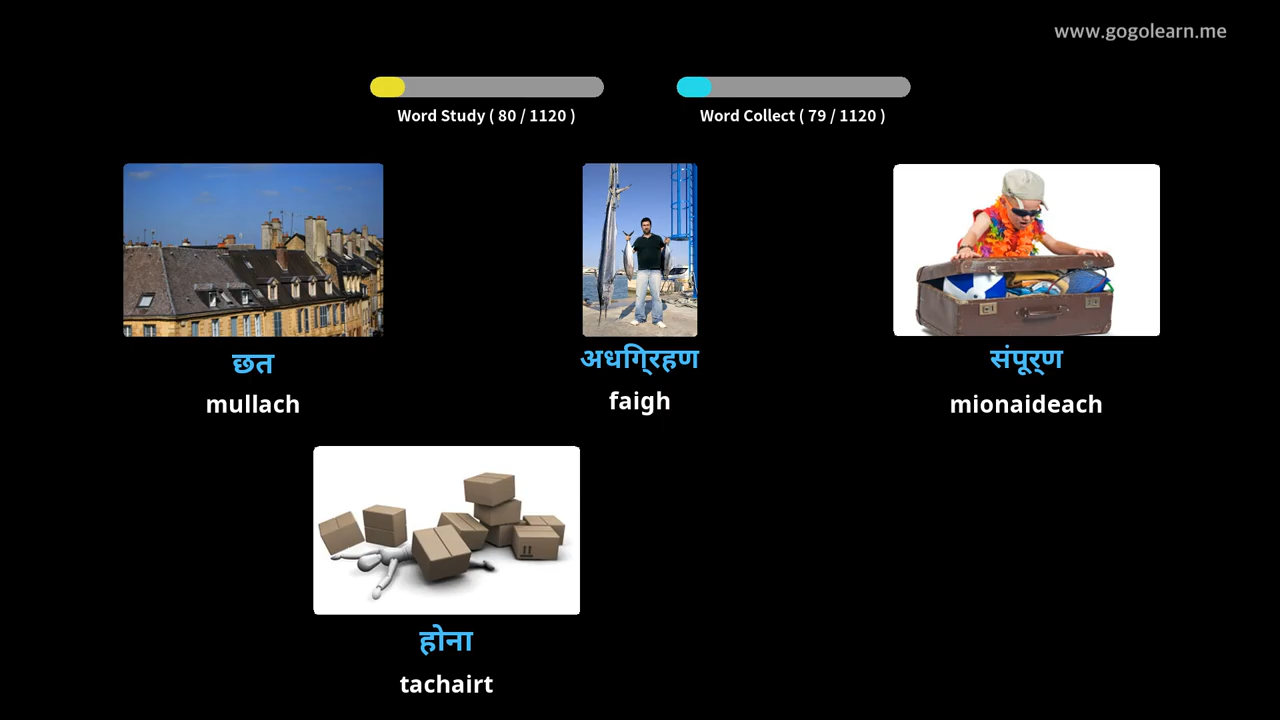 www.gogolearn.me
Word Study ( 80 / 1120 )
Word Collect ( 79 / 1120 )
छत
अधग्रिहण
संपूर्ण
mullach
faigh
mionaideach
होना
tachairt